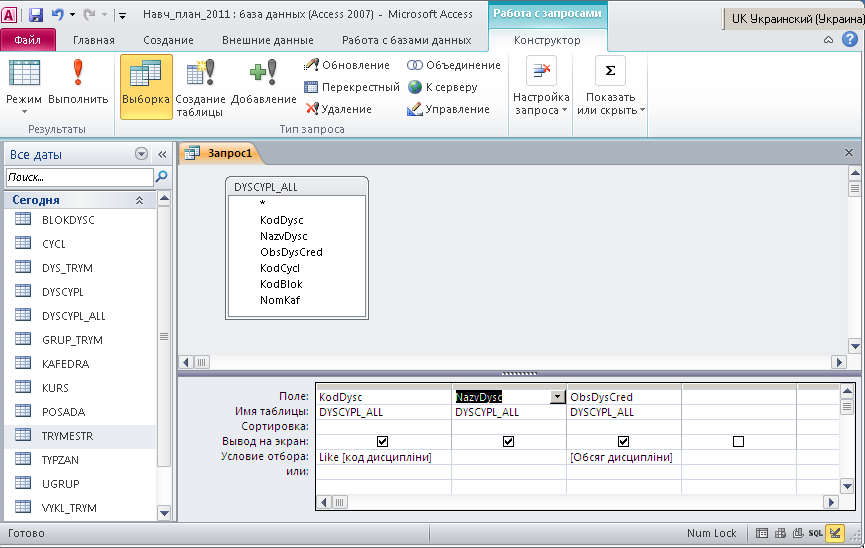 Навч_план_2011 : база данных (Access 2007) - Microsoft Access
Работа с запросами
UK Украинский (Украина)
Файл
Главная
Создание
Внешние данные
Работа с базами данных
Конструктор
Режим
Выполнить
Результаты
Выборка
Создание таблицы
Добавление
Обновление
Перекрестный
Удаление
Объединение
К серверу
Управление
Тип запроса
Настройка запроса
Σ
Показать или скрыть
Все даты
Поиск...
Сегодня
BLOKDYSC
CYCL
DYS_TRYM
DYSCYPL
DYSCYPL_ALL
GRUP_TRYM
KAFEDRA
KURS
POSADA
TRYMESTR
TYPZAN
UGRUP
VYKL_TRYM
Запрос1
DYSCYPL_ALL
*
KodDysc
NazvDysc
ObsDysCred
KodCycl
KodBlok
NomKaf
Поле: KodDysc NazvDysc ObsDysCred
Имя таблицы: DYSCYPL_ALL DYSCYPL_ALL DYSCYPL_ALL
Сортировка:
Вывод на экран:
Условие отбора: Like [код дисципліни] [Обсяг дисципліни]
или:
Готово
Num Lock
SQL